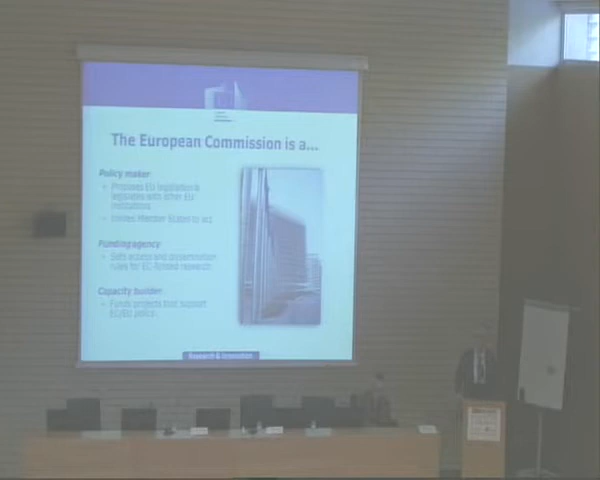 The European Commission is a...
Policy maker
• Proposes EU legislation &
legislates with other EU
institutions
• Invites Member States to act
Funding agency
• Sets access and dissemination
rules for EC-funded research
Capacity builder
• Funds projects that support
EC/EU policy
Research & Innovation